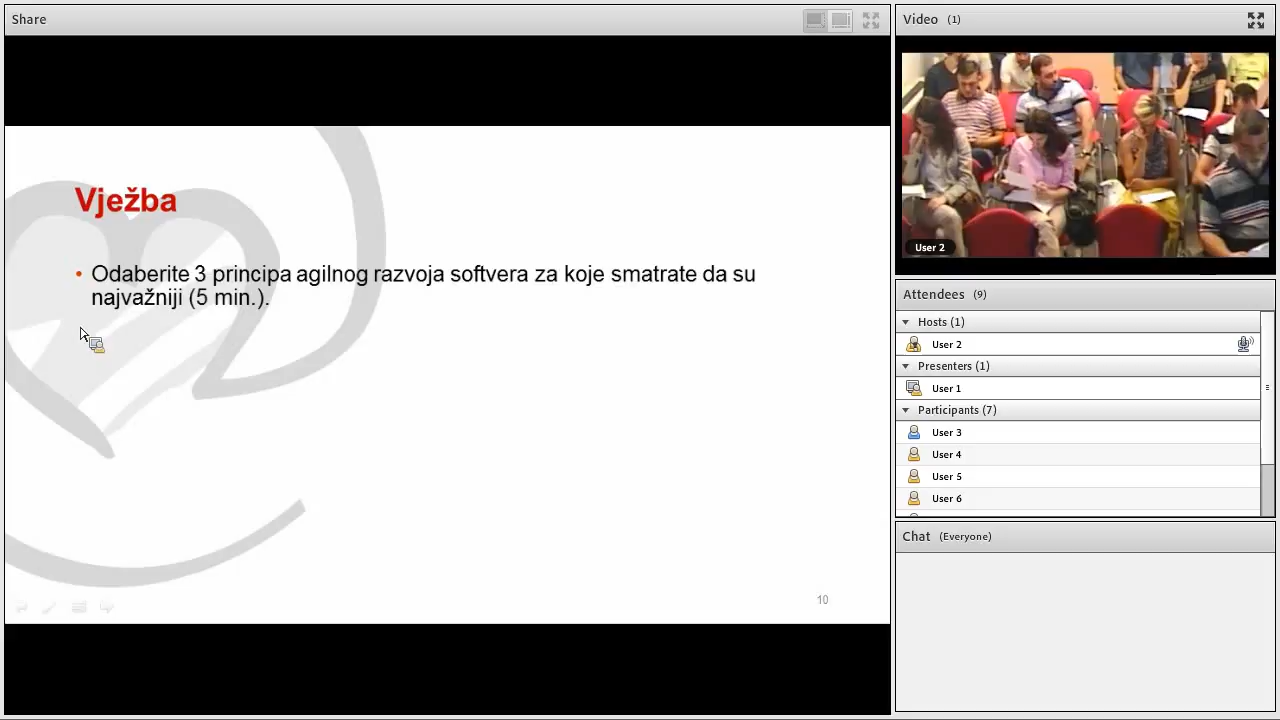 Share
Vježba
• Odaberite 3 principa agilnog razvoja softvera za koje smatrate da su
najvažniji (5 min.).
10
Video (1)
User 2
Attendees (9)
Hosts (1)
User 2
Presenters (1)
User 1
Participants (7)
User 3
User 4
User 5
User 6
Chat (Everyone)